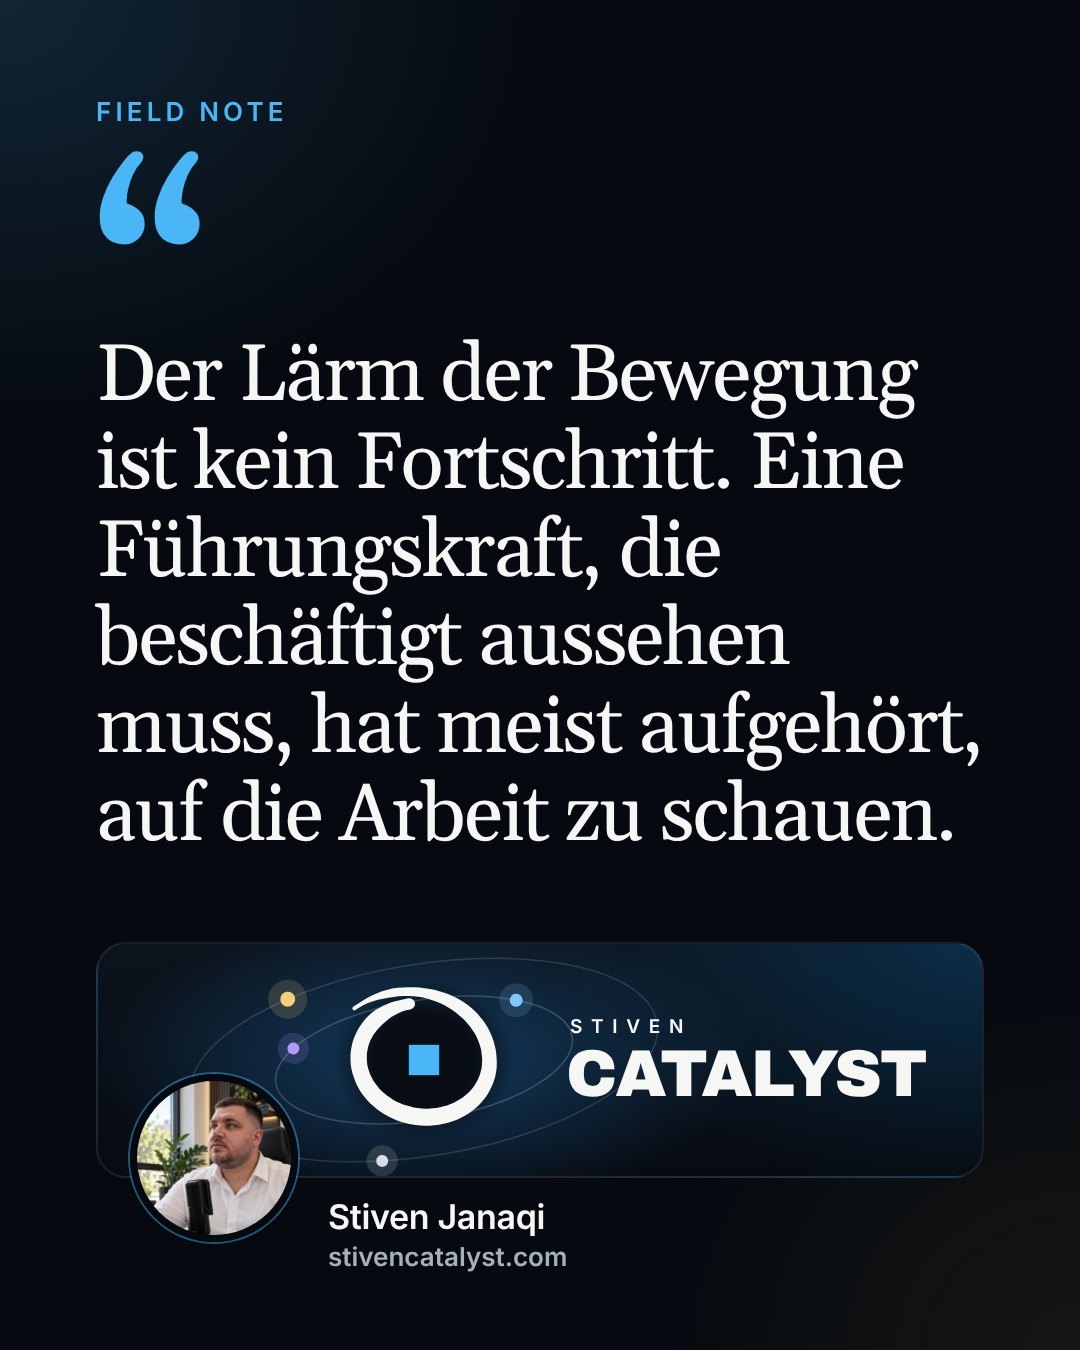 FIELD NOTE
“
Der Lärm der Bewegung
ist kein Fortschritt. Eine
Führungskraft, die
beschäftigt aussehen
muss, hat meist aufgehört,
auf die Arbeit zu schauen.
STIVEN
CATALYST
Stiven Janaqi
stivencatalyst.com